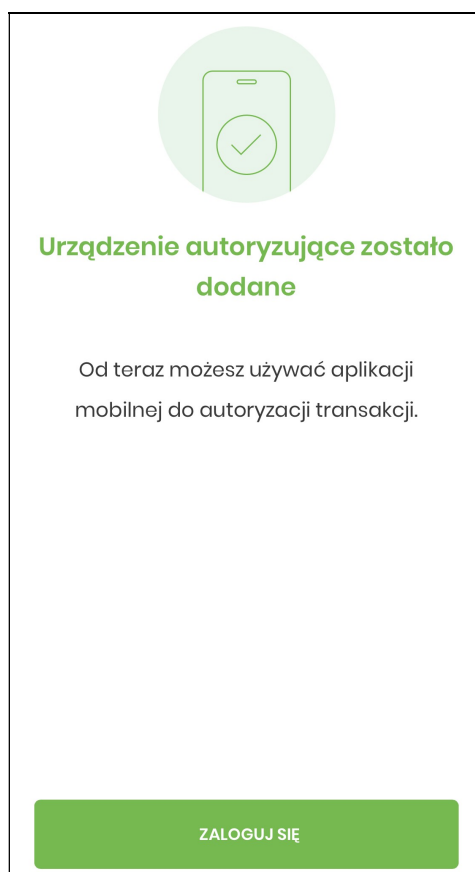 Urządzenie autoryzujące zostało
dodane
Od teraz możesz używać aplikacji
mobilnej do autoryzacji transakcji.
ZALOGUJ SIĘ